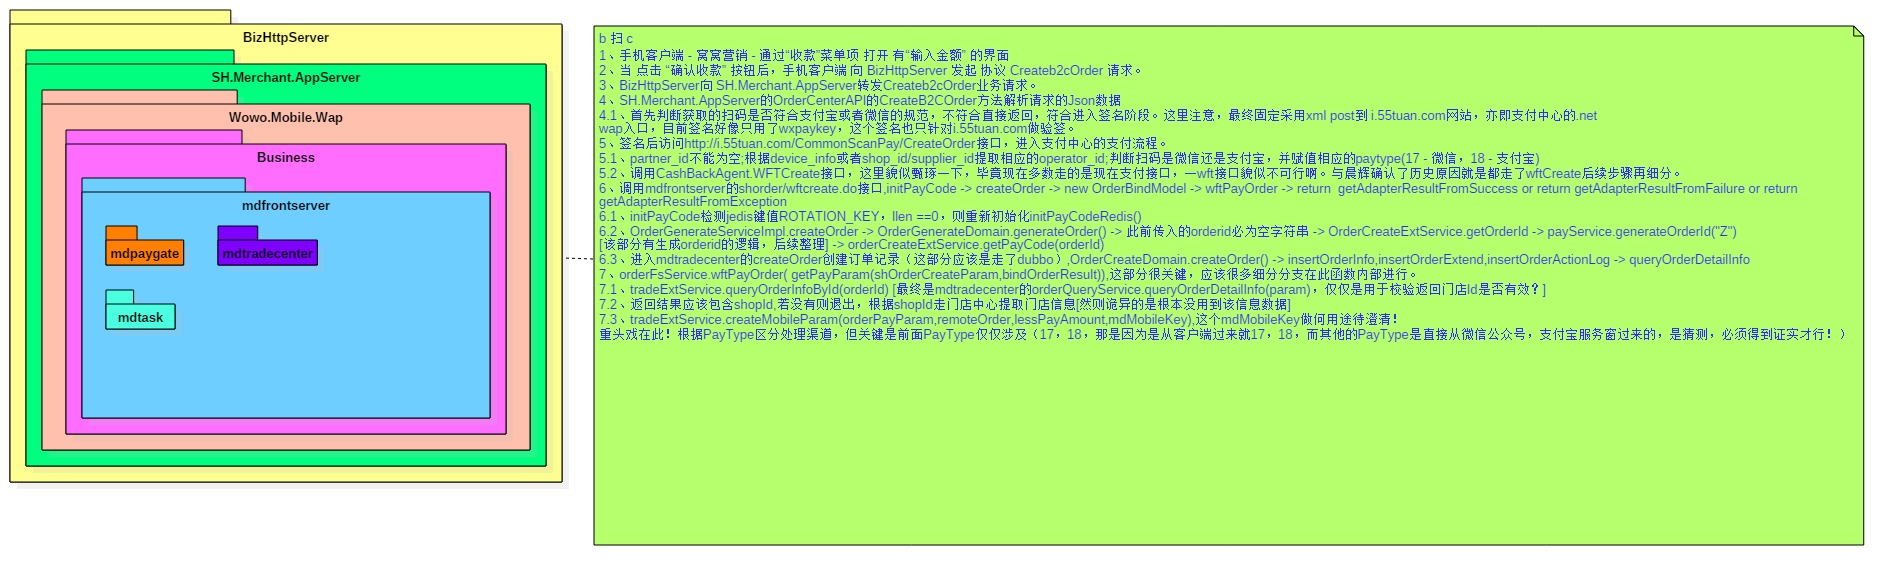 BizHttpServer
SH.Merchant.AppServer
Wowo.Mobile.Wap
Business
mdfrontserver
mdpaygate
mdtradecenter
mdtask
b 扫 c
1、手机客户端 - 窝窝营销 - 通过“收款”菜单项 打开 有“输入金额” 的界面
2、当 点击 “确认收款” 按钮后，手机客户端 向 BizHttpServer 发起 协议 Createb2cOrder 请求。
3、BizHttpServer向 SH.Merchant.AppServer转发Createb2cOrder业务请求。
4、SH.Merchant.AppServer的OrderCenterAPI的CreateB2COrder方法解析请求的Json数据
4.1、首先判断获取的扫码是否符合支付宝或者微信的规范，不符合直接返回，符合进入签名阶段。这里注意，最终固定采用xml post到 i.55tuan.com网站，亦即支付中心的.net
wap入口，目前签名好像只用了wxpaykey，这个签名也只针对i.55tuan.com做验签。
5、签名后访问http://i.55tuan.com/CommonScanPay/CreateOrder接口，进入支付中心的支付流程。
5.1、partner_id不能为空;根据device_info或者shop_id/supplier_id提取相应的operator_id;判断扫码是微信还是支付宝，并赋值相应的paytype(17 - 微信，18 - 支付宝)
5.2、调用CashBackAgent.WFTCreate接口，这里貌似甄琢一下，毕竟现在多数走的是现在支付接口，一wft接口貌似不可行啊。与晨辉确认了历史原因就是都走了wftCreate后续步骤再细分。
6、调用mdfrontserver的shorder/wftcreate.do接口,initPayCode -> createOrder -> new OrderBindModel -> wftPayOrder -> return  getAdapterResultFromSuccess or return getAdapterResultFromFailure or return
getAdapterResultFromException
6.1、initPayCode检测jedis键值ROTATION_KEY，llen ==0，则重新初始化initPayCodeRedis()
6.2、OrderGenerateServiceImpl.createOrder -> OrderGenerateDomain.generateOrder() -> 此前传入的orderid必为空字符串 -> OrderCreateExtService.getOrderId -> payService.generateOrderId("Z")
[该部分有生成orderid的逻辑，后续整理] -> orderCreateExtService.getPayCode(orderId)
6.3、进入mdtradecenter的createOrder创建订单记录（这部分应该是走了dubbo）,OrderCreateDomain.createOrder() -> insertOrderInfo,insertOrderExtend,insertOrderActionLog -> queryOrderDetailInfo
7、orderFsService.wftPayOrder( getPayParam(shOrderCreateParam,bindOrderResult)),这部分很关键，应该很多细分分支在此函数内部进行。
7.1、tradeExtService.queryOrderInfoById(orderId) [最终是mdtradecenter的orderQueryService.queryOrderDetailInfo(param)，仅仅是用于校验返回门店Id是否有效？]
7.2、返回结果应该包含shopId,若没有则退出，根据shopId走门店中心提取门店信息[然则诡异的是根本没用到该信息数据]
7.3、tradeExtService.createMobileParam(orderPayParam,remoteOrder,lessPayAmount,mdMobileKey),这个mdMobileKey做何用途待澄清！
重头戏在此！根据PayType区分处理渠道，但关键是前面PayType仅仅涉及（17，18，那是因为是从客户端过来就17，18，而其他的PayType是直接从微信公众号，支付宝服务窗过来的，是猜测，必须得到证实才行！）